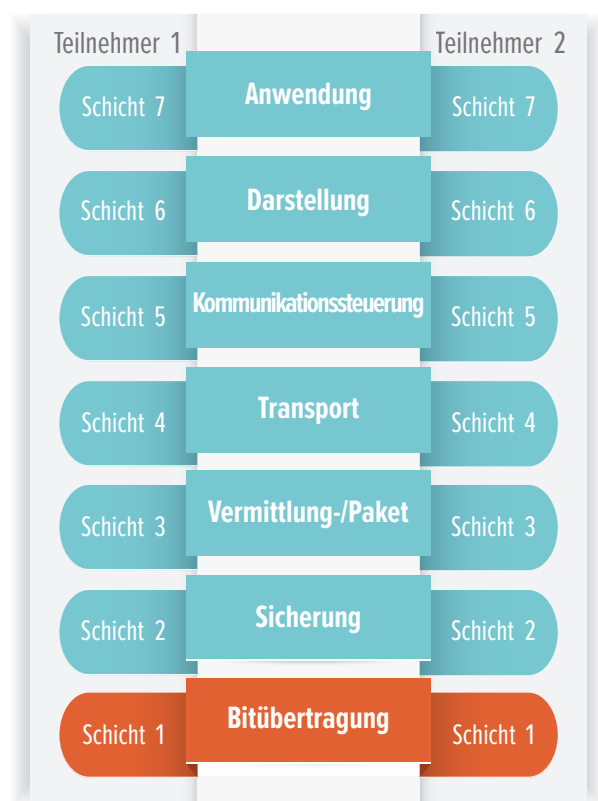 Teilnehmer 1 Teilnehmer 2
Schicht 7 Anwendung Schicht 7
Schicht 6 Darstellung Schicht 6
Schicht 5 Kommunikationssteuerung Schicht 5
Schicht 4 Transport Schicht 4
Schicht 3 Vermittlung-/Paket Schicht 3
Schicht 2 Sicherung Schicht 2
Schicht 1 Bitübertragung Schicht 1